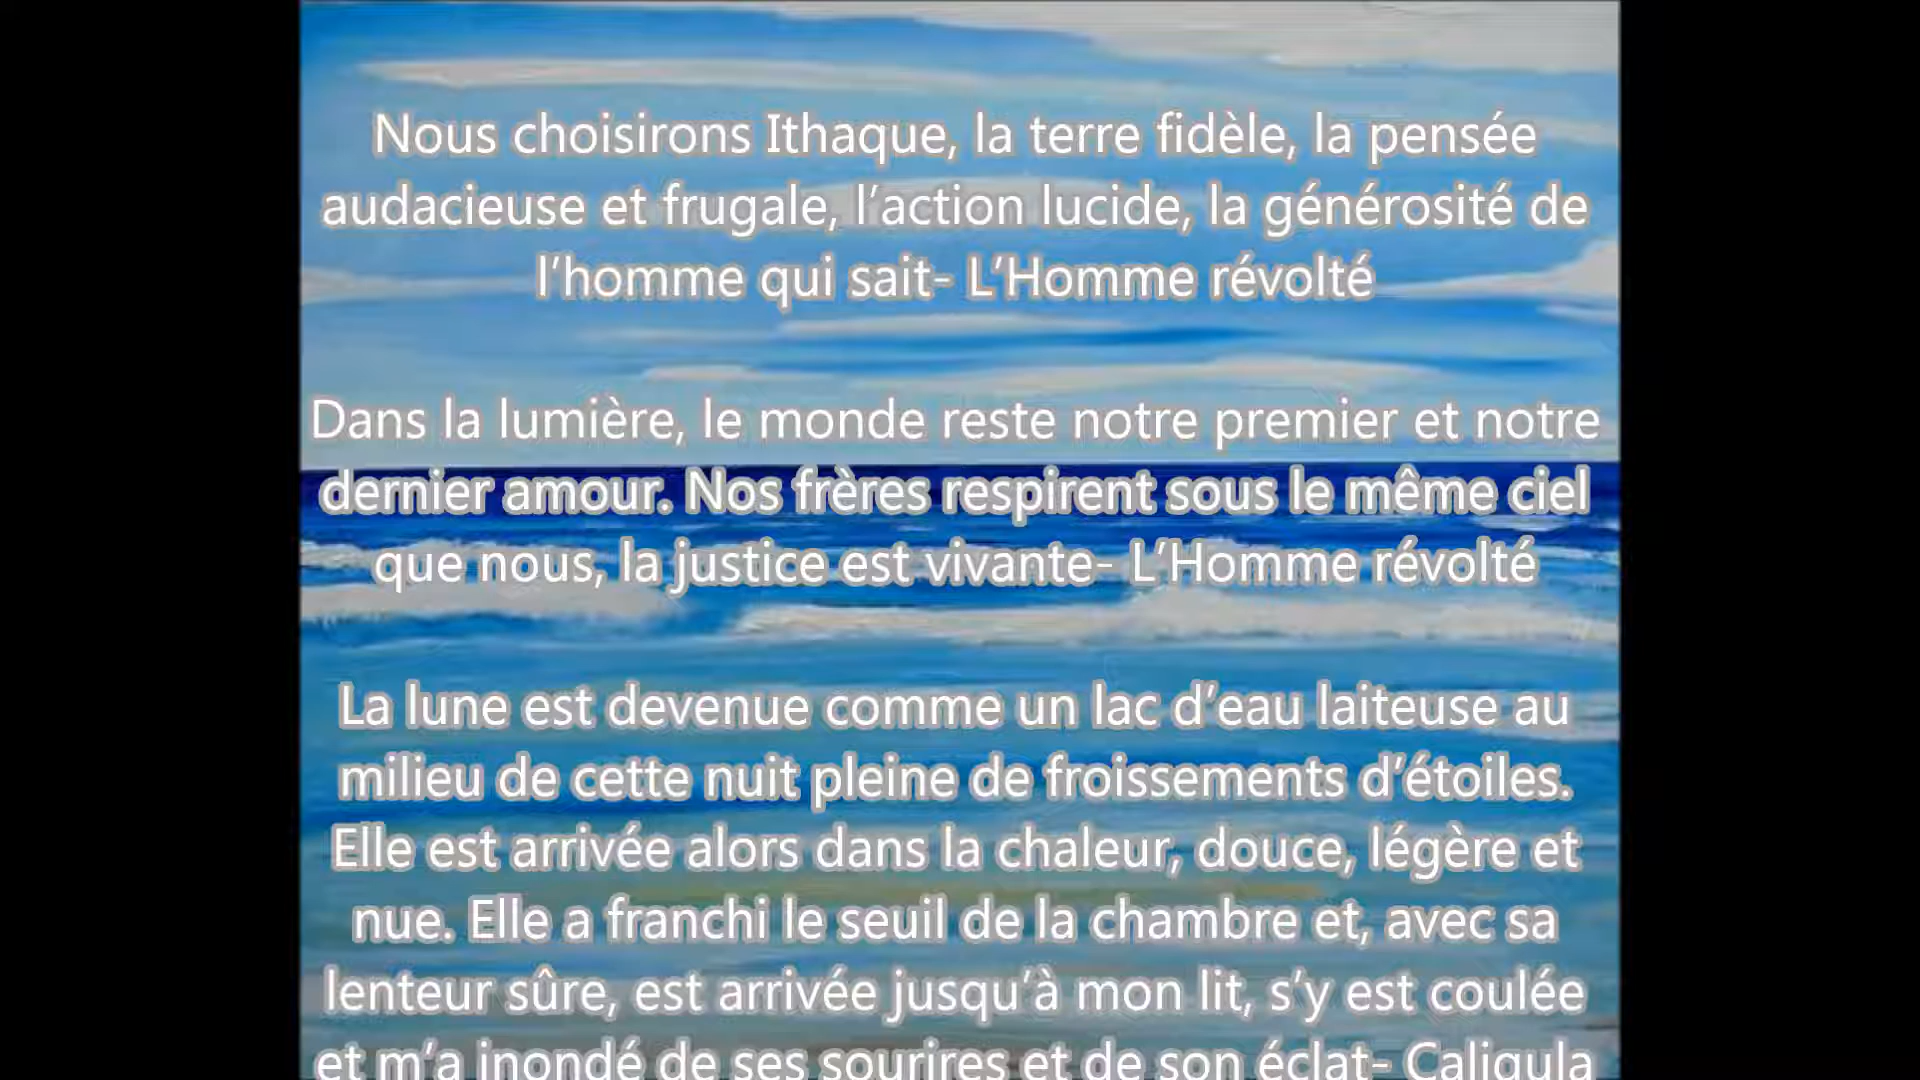 Nous choisirons Ithaque, la terre fidèle, la pensée
audacieuse et frugale, l’action lucide, la générosité de
l’homme qui sait- L’Homme révolté
Dans la lumière, le monde reste notre premier et notre
dernier amour. Nos frères respirent sous le même ciel
que nous, la justice est vivante- L’Homme révolté
La lune est devenue comme un lac d’eau laiteuse au
milieu de cette nuit pleine de froissements d’étoiles.
Elle est arrivée alors dans la chaleur, douce, légère et
nue. Elle a franchi le seuil de la chambre et, avec sa
lenteur sûre, est arrivée jusqu’à mon lit, s’y est coulée
et m’a inondé de ses sourires et de son éclat- Caligula